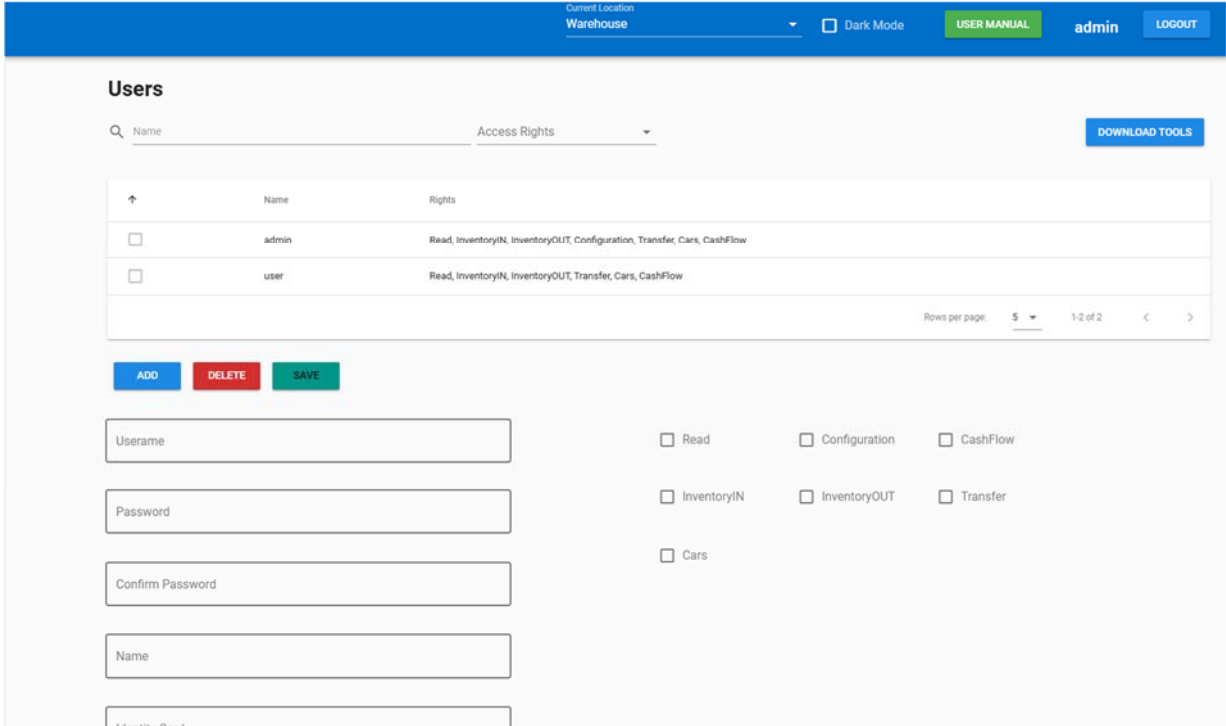 Current Location
Warehouse
Dark Mode
USER MANUAL
admin
LOGOUT
Users
Name
Access Rights
DOWNLOAD TOOLS
Name Rights
admin Read, InventoryIN, InventoryOUT, Configuration, Transfer, Cars, CashFlow
user Read, InventoryIN, InventoryOUT, Transfer, Cars, CashFlow
Rows per page: 5 1-2 of 2
ADD DELETE SAVE
Userame
Read Configuration CashFlow
Password
InventoryIN InventoryOUT Transfer
Cars
Confirm Password
Name